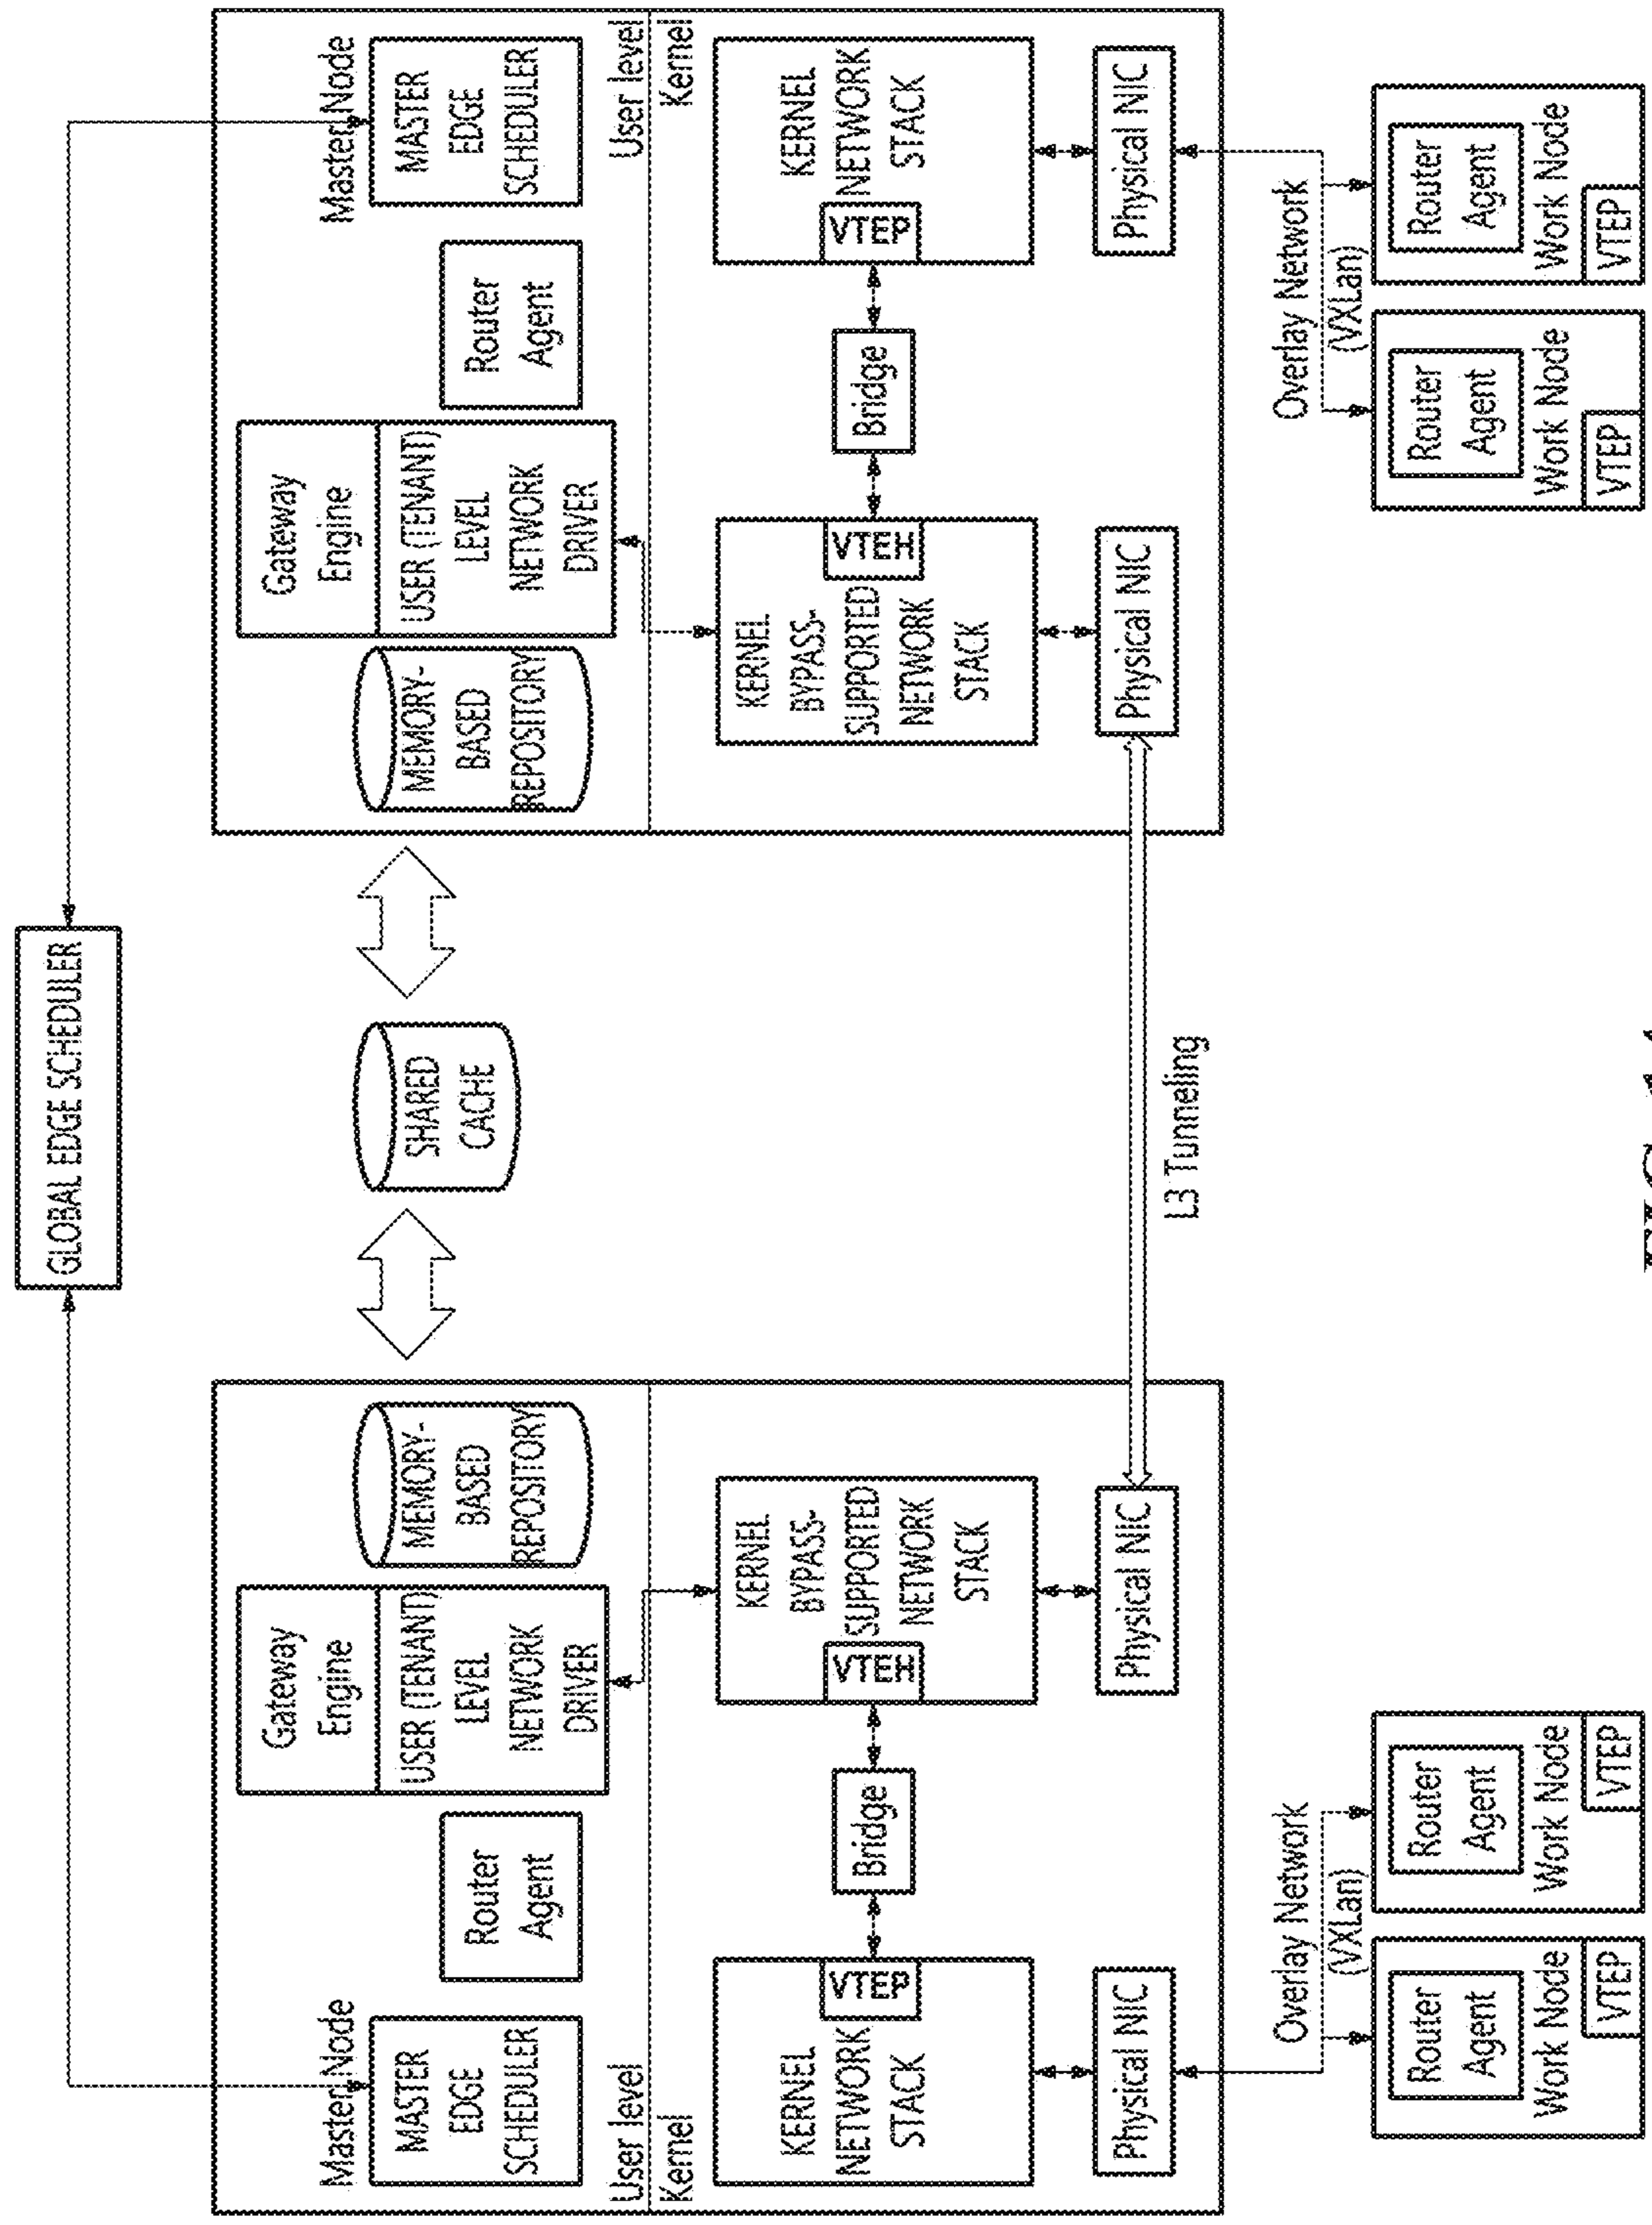 GLOBAL EDGE SCHEDULER
Master Node
MASTER
EDGE
SCHEDULER
Router
Agent
Gateway
Engine
USER (TENANT)
LEVEL
NETWORK
DRIVER
MEMORY-
BASED
REPOSITORY
User level
Kernel
KERNEL
NETWORK
STACK
VTEP
Bridge
VTEH
KERNEL
BYPASS-
SUPPORTED
NETWORK
STACK
Physical NIC
Physical NIC
Overlay Network
(VXLan)
Router
Agent
Work Node
VTEP
Router
Agent
Work Node
VTEP
SHARED
CACHE
L3 Tunneling
MEMORY-
BASED
REPOSITORY
Gateway
Engine
USER (TENANT)
LEVEL
NETWORK
DRIVER
Router
Agent
Master Node
MASTER
EDGE
SCHEDULER
User level
Kernel
KERNEL
BYPASS-
SUPPORTED
NETWORK
STACK
VTEH
Bridge
VTEP
KERNEL
NETWORK
STACK
Physical NIC
Physical NIC
Overlay Network
(VXLan)
Router
Agent
Work Node
VTEP
Router
Agent
Work Node
VTEP